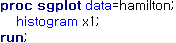 proc sgplot data=hamilton;
histogram x1;
run;